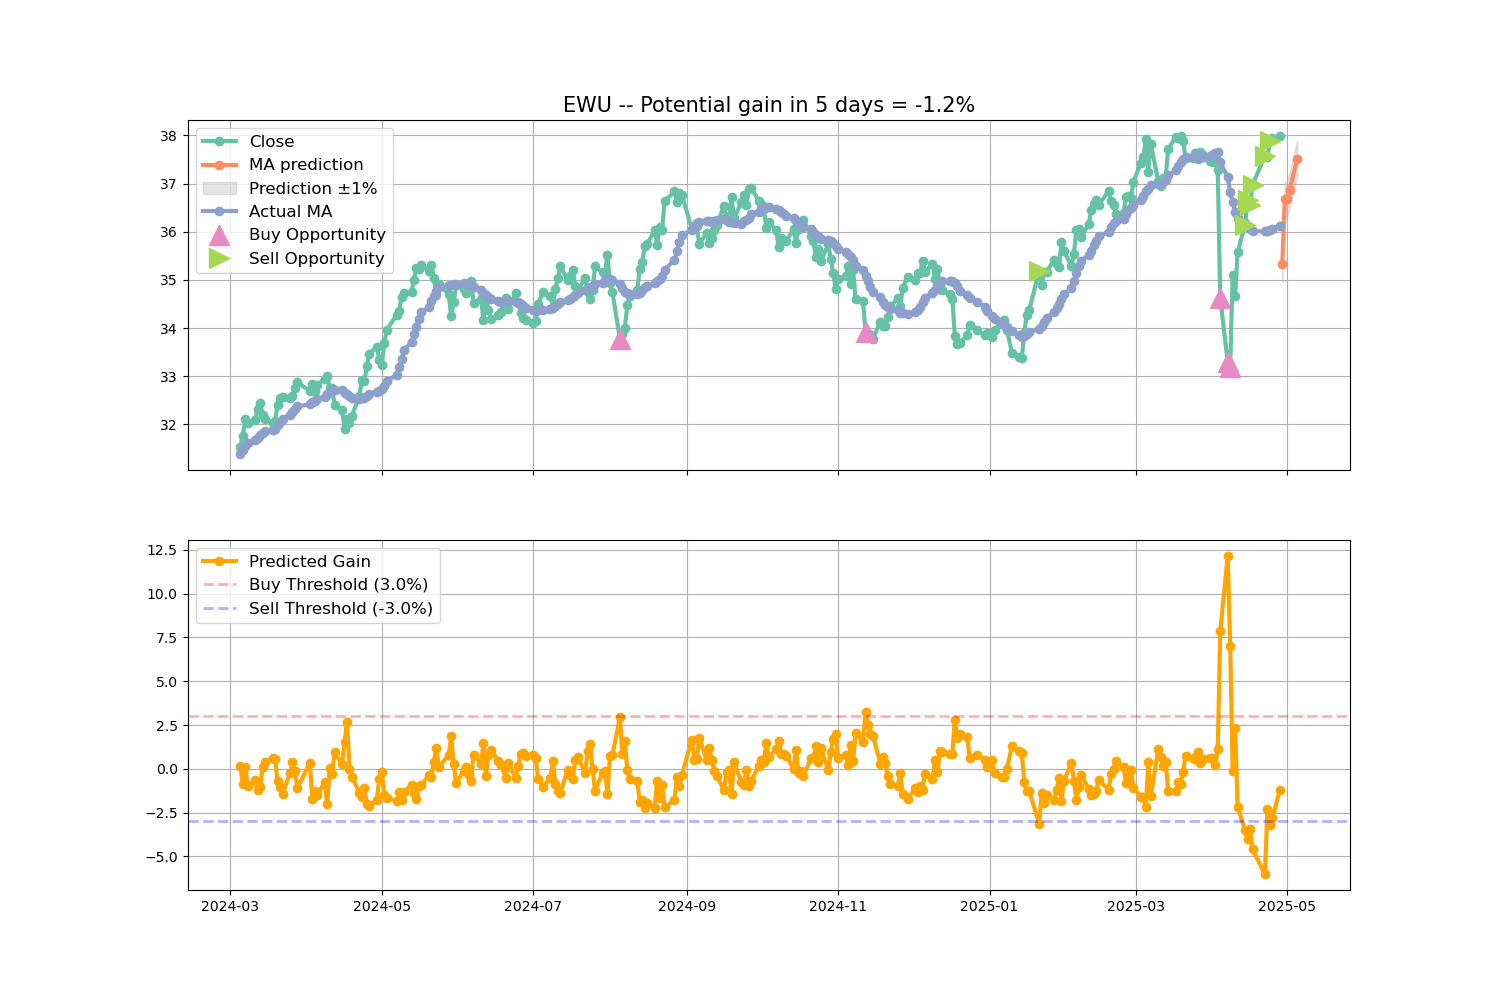 EWU -- Potential gain in 5 days = -1.2%
38
37
36
35
34
33
32
Close
MA prediction
Prediction ±1%
Actual MA
Buy Opportunity
Sell Opportunity
12.5
10.0
7.5
5.0
2.5
0.0
−2.5
−5.0
Predicted Gain
Buy Threshold (3.0%)
Sell Threshold (-3.0%)
2024-03 2024-05 2024-07 2024-09 2024-11 2025-01 2025-03 2025-05